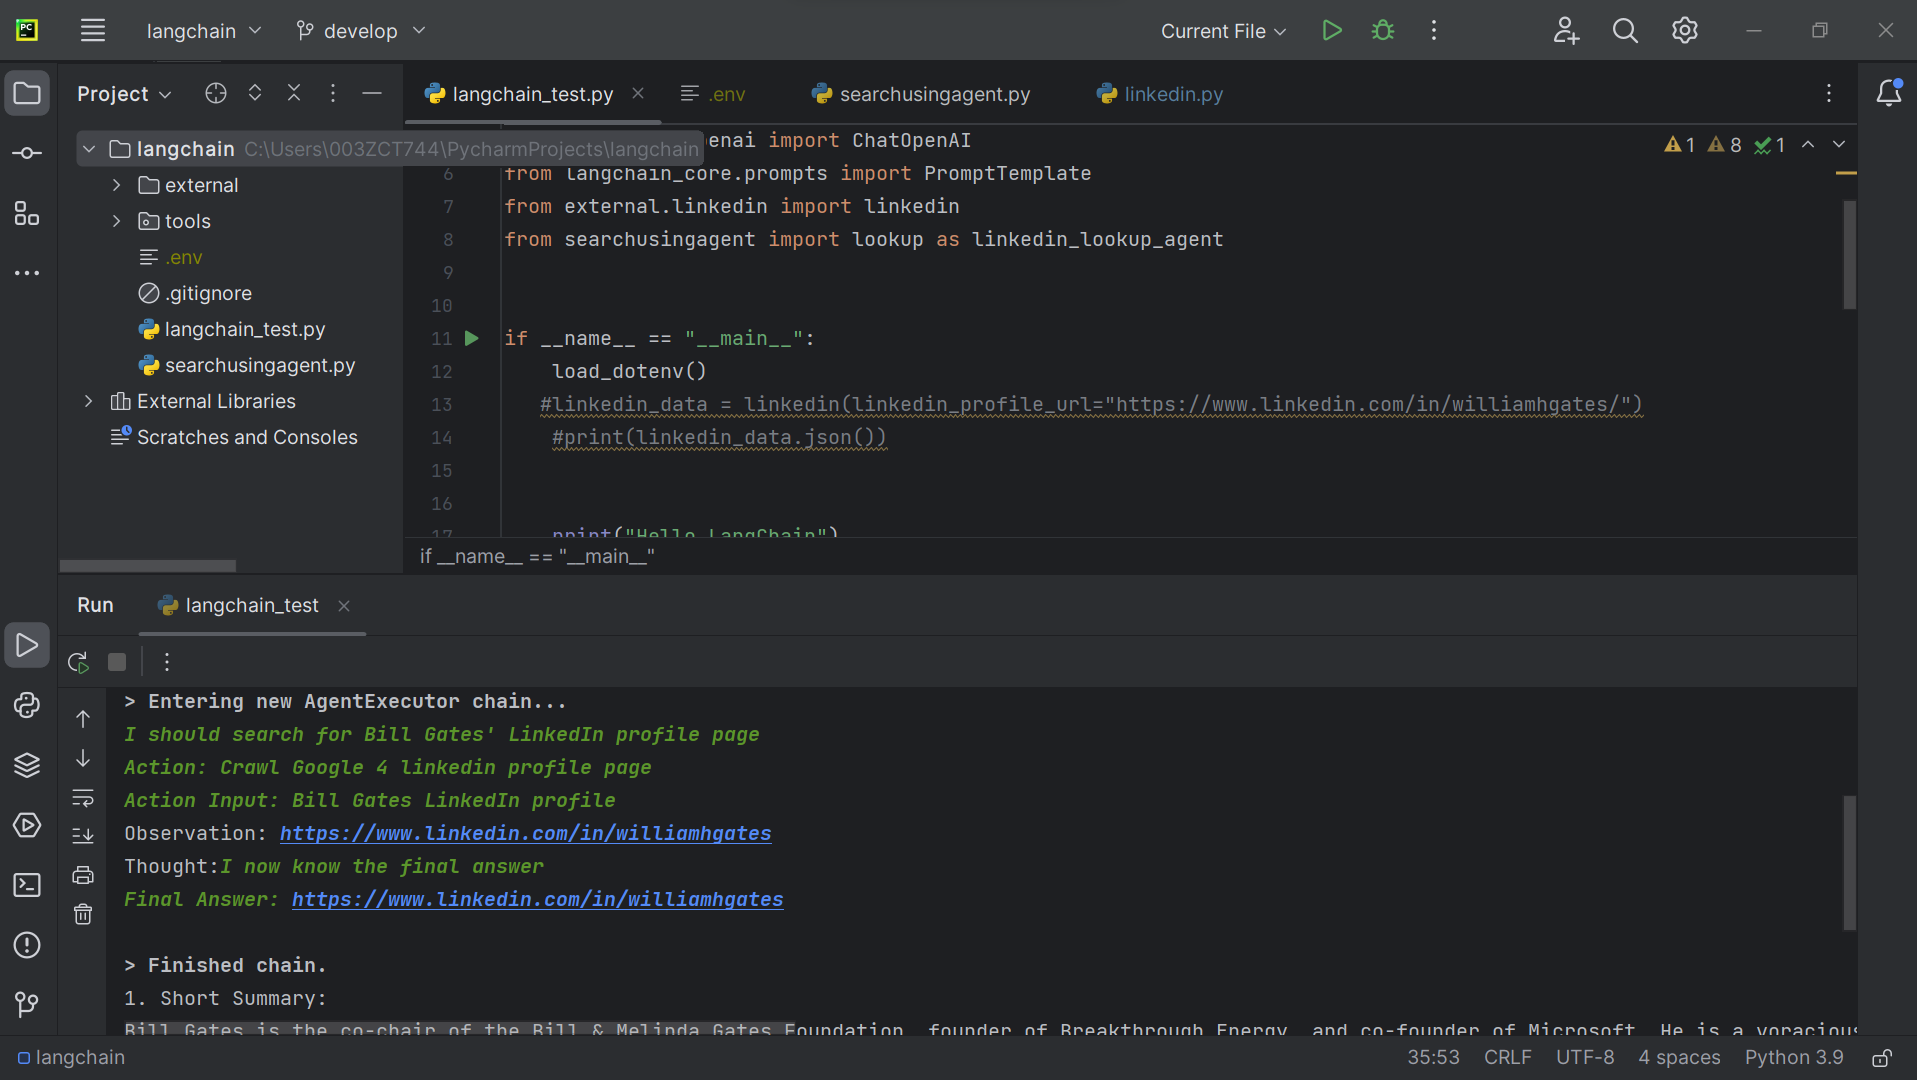 PC
langchain
develop
Current File
Project
langchain_test.py
.env
searchusingagent.py
linkedin.py
langchain C:\Users\003ZCT744\PycharmProjects\langchain
external
tools
.env
.gitignore
langchain_test.py
searchusingagent.py
External Libraries
Scratches and Consoles
enai import ChatOpenAI
1 8 1
6 from langchain_core.prompts import PromptTemplate
7 from external.linkedin import linkedin
8 from searchusingagent import lookup as linkedin_lookup_agent
9
10
11 if __name__ == "__main__":
12 load_dotenv()
13 #linkedin_data = linkedin(linkedin_profile_url="https://www.linkedin.com/in/williamhgates/")
14 #print(linkedin_data.json())
15
16
17 print("Hello LangChain")
if __name__ == "__main__"
Run
langchain_test
> Entering new AgentExecutor chain...
I should search for Bill Gates' LinkedIn profile page
Action: Crawl Google 4 linkedin profile page
Action Input: Bill Gates LinkedIn profile
Observation: https://www.linkedin.com/in/williamhgates
Thought:I now know the final answer
Final Answer: https://www.linkedin.com/in/williamhgates
> Finished chain.
1. Short Summary:
Bill Gates is the co-chair of the Bill & Melinda Gates Foundation, founder of Breakthrough Energy, and co-founder of Microsoft. He is a voracious
langchain
35:53 CRLF UTF-8 4 spaces Python 3.9